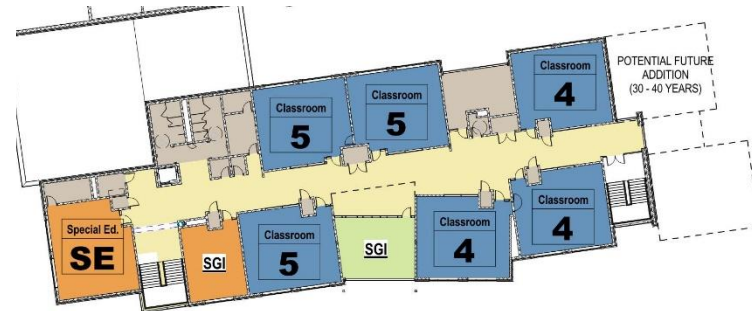 Classroom
4
POTENTIAL FUTURE
ADDITION
(30 - 40 YEARS)
Classroom
5
Classroom
5
Special Ed.
SE
SGI
Classroom
5
SGI
Classroom
4
Classroom
4